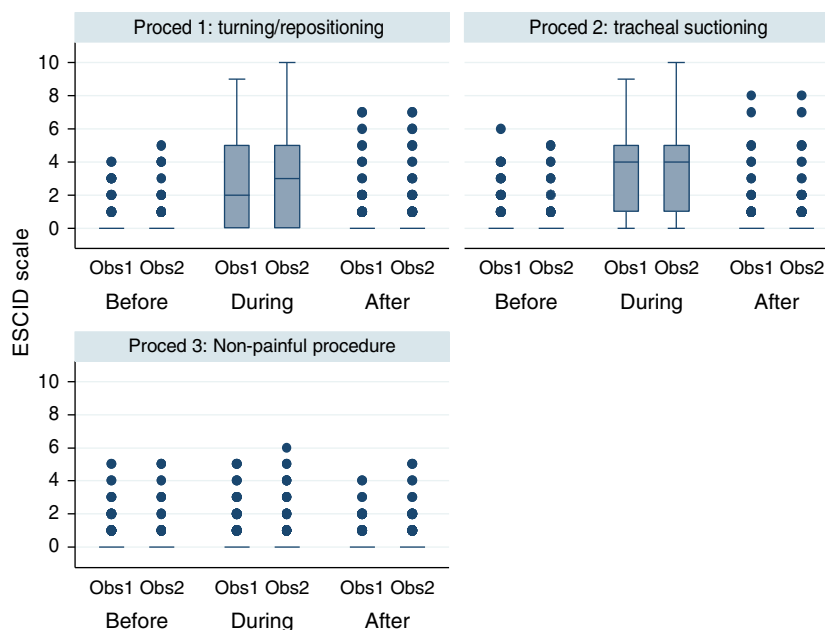 Proced 1: turning/repositioning
Proced 2: tracheal suctioning
ESCID scale
10
8
6
4
2
0
Obs1 Obs2 Obs1 Obs2 Obs1 Obs2
Before During After
Obs1 Obs2 Obs1 Obs2 Obs1 Obs2
Before During After
Proced 3: Non-painful procedure
10
8
6
4
2
0
Obs1 Obs2 Obs1 Obs2 Obs1 Obs2
Before During After